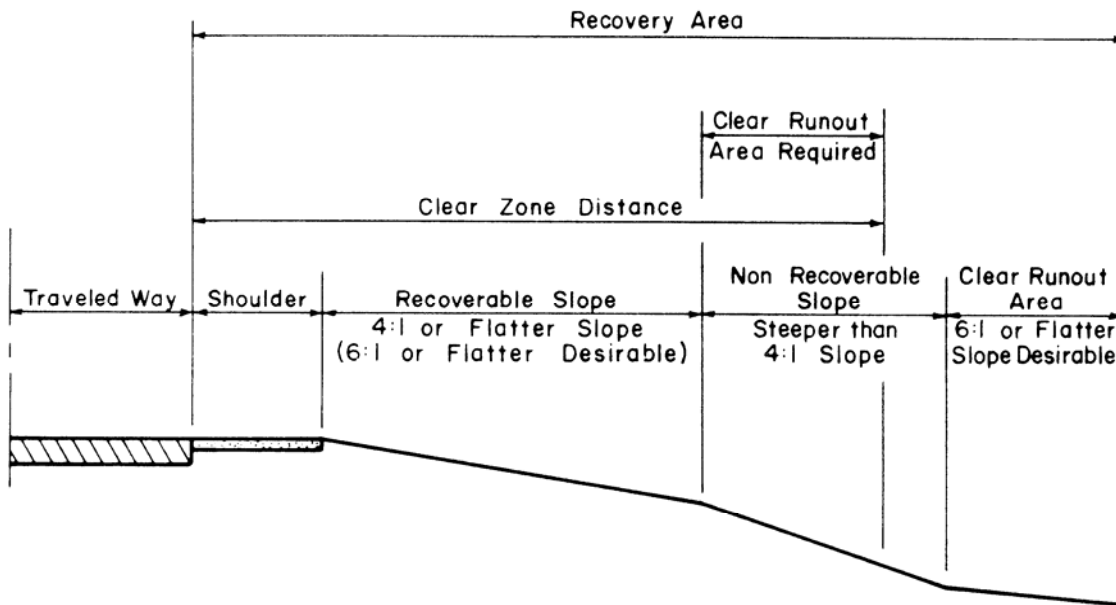 Recovery Area
Clear Runout
Area Required
Clear Zone Distance
Traveled Way
Shoulder
Recoverable Slope
4:1 or Flatter Slope
(6:1 or Flatter Desirable)
Non Recoverable
Slope
Steeper than
4:1 Slope
Clear Runout
Area
6:1 or Flatter
Slope Desirable